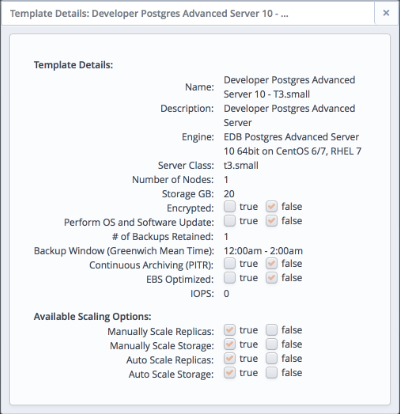 Template Details: Developer Postgres Advanced Server 10 - ...
Template Details:
Name: Developer Postgres Advanced
Server 10 - T3.small
Description: Developer Postgres Advanced
Server
Engine: EDB Postgres Advanced Server
10 64bit on CentOS 6/7, RHEL 7
Server Class: t3.small
Number of Nodes: 1
Storage GB: 20
Encrypted: true false
Perform OS and Software Update: true false
# of Backups Retained: 1
Backup Window (Greenwich Mean Time): 12:00am - 2:00am
Continuous Archiving (PITR): true false
EBS Optimized: true false
IOPS: 0
Available Scaling Options:
Manually Scale Replicas: true false
Manually Scale Storage: true false
Auto Scale Replicas: true false
Auto Scale Storage: true false